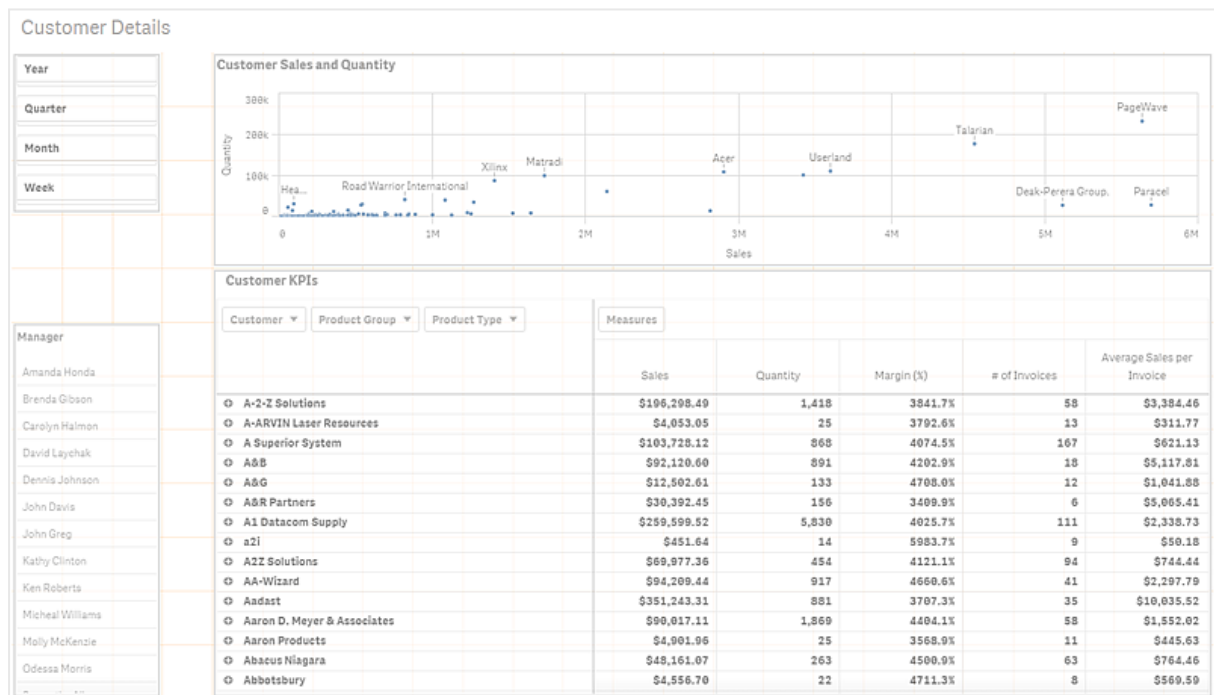 Customer Details
Year
Quarter
Month
Week
Customer Sales and Quantity
300k
200k
100k
0
Quantity
PageWave
Talarian
Xilinx
Matradi
Acer
Userland
Hea...
Road Warrior International
Deak-Perera Group.
Paracel
0 1M 2M 3M 4M 5M 6M
Sales
Manager
Amanda Honda
Brenda Gibson
Carolyn Halmon
David Laychak
Dennis Johnson
John Davis
John Greg
Kathy Clinton
Ken Roberts
Micheal Williams
Molly McKenzie
Odessa Morris
Customer KPIs
Customer Product Group Product Type Measures
Sales Quantity Margin (%) # of Invoices Average Sales per Invoice
A-2-Z Solutions $196,298.49 1,418 3841.7% 58 $3,384.46
A-ARVIN Laser Resources $4,053.05 25 3792.6% 13 $311.77
A Superior System $103,728.12 868 4074.5% 167 $621.13
A&B $92,120.60 891 4202.9% 18 $5,117.81
A&G $12,502.61 133 4708.0% 12 $1,041.88
A&R Partners $30,392.45 156 3409.9% 6 $5,065.41
A1 Datacom Supply $259,599.52 5,830 4025.7% 111 $2,338.73
a2i $451.64 14 5983.7% 9 $50.18
A2Z Solutions $69,977.36 454 4121.1% 94 $744.44
AA-Wizard $94,209.44 917 4660.6% 41 $2,297.79
Aadast $351,243.31 881 3707.3% 35 $10,035.52
Aaron D. Meyer & Associates $90,017.11 1,869 4404.1% 58 $1,552.02
Aaron Products $4,901.96 25 3568.9% 11 $445.63
Abacus Niagara $48,161.07 263 4500.9% 63 $764.46
Abbotsbury $4,556.70 22 4711.3% 8 $569.59